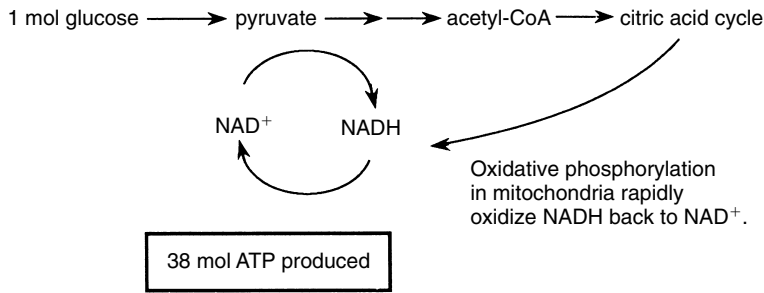 1 mol glucose → pyruvate → → acetyl-CoA → citric acid cycle
NAD⁺ NADH
Oxidative phosphorylation
in mitochondria rapidly
oxidize NADH back to NAD⁺.
38 mol ATP produced